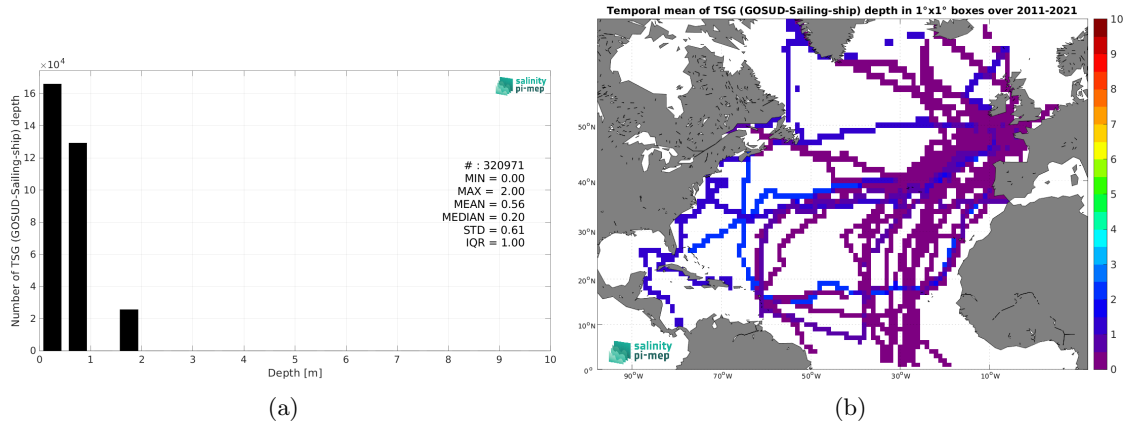 ×10⁴
16
14
12
10
8
6
4
2
0
Number of TSG (GOSUD-Sailing-ship) depth
salinity
pi-mep
# : 320971
MIN = 0.00
MAX = 2.00
MEAN = 0.56
MEDIAN = 0.20
STD = 0.61
IQR = 1.00
0 1 2 3 4 5 6 7 8 9 10
Depth [m]
(a)
Temporal mean of TSG (GOSUD-Sailing-ship) depth in 1°x1° boxes over 2011-2021
50°N
40°N
30°N
20°N
10°N
0°
90°W 70°W 50°W 30°W 10°W
salinity
pi-mep
10
9
8
7
6
5
4
3
2
1
0
(b)